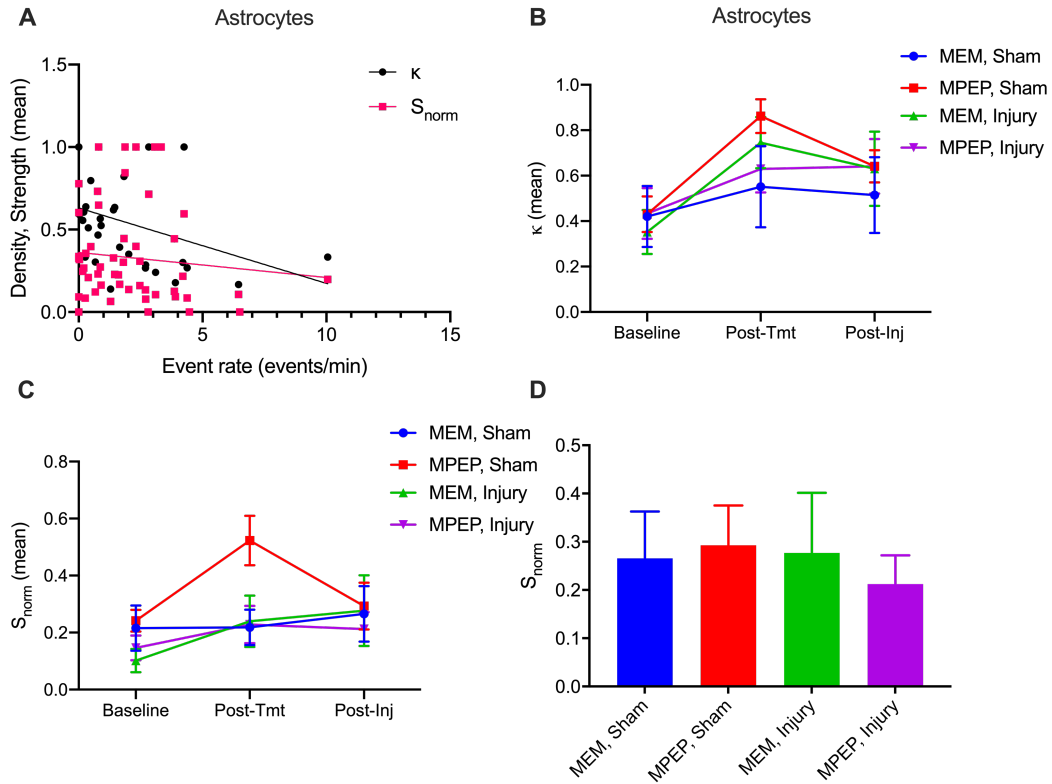 A
Astrocytes
Density, Strength (mean)
1.5
1.0
0.5
0.0
0
5
10
15
Event rate (events/min)
κ
Snorm
B
Astrocytes
κ (mean)
1.0
0.8
0.6
0.4
0.2
0.0
Baseline
Post-Tmt
Post-Inj
MEM, Sham
MPEP, Sham
MEM, Injury
MPEP, Injury
C
Snorm (mean)
0.8
0.6
0.4
0.2
0.0
Baseline
Post-Tmt
Post-Inj
MEM, Sham
MPEP, Sham
MEM, Injury
MPEP, Injury
D
Snorm
0.5
0.4
0.3
0.2
0.1
0.0
MEM, Sham
MPEP, Sham
MEM, Injury
MPEP, Injury